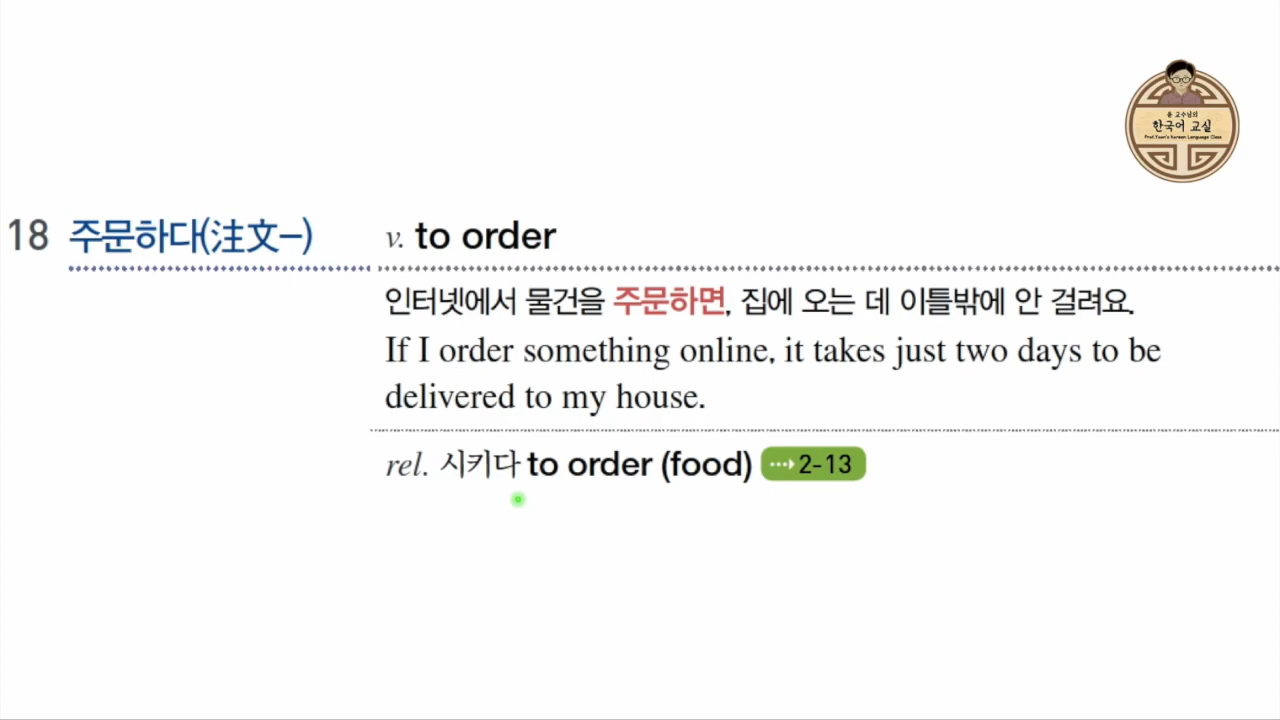 윤 교수님의
한국어 교실
Prof.Yoon's Korean Language Class
18 주문하다(注文–) v. to order
인터넷에서 물건을 주문하면, 집에 오는 데 이틀밖에 안 걸려요.
If I order something online, it takes just two days to be
delivered to my house.
rel. 시키다 to order (food) 2-13